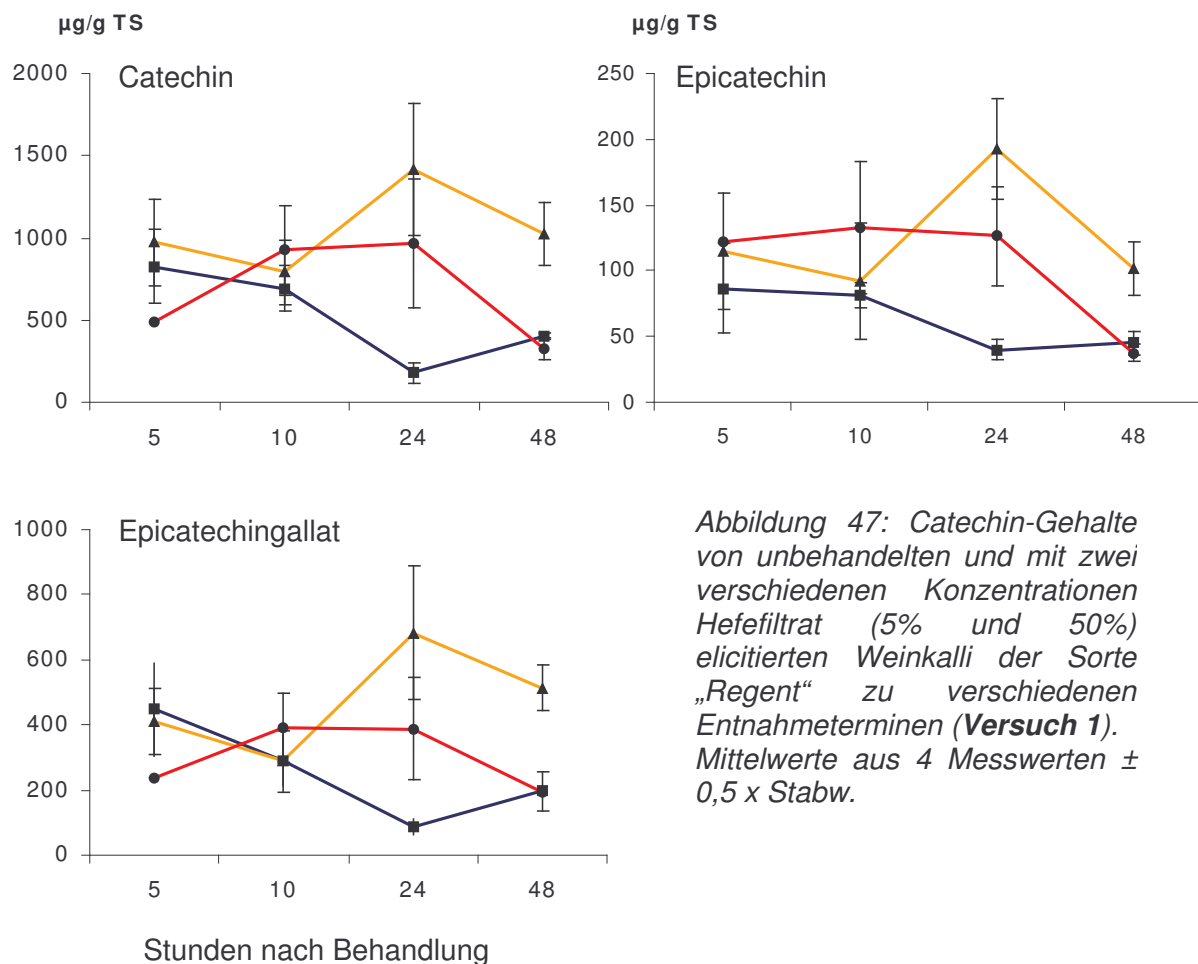 µg/g TS
2000
1500
1000
500
0
Catechin
5 10 24 48
µg/g TS
250
200
150
100
50
0
Epicatechin
5 10 24 48
1000
800
600
400
200
0
Epicatechingallat
5 10 24 48
Stunden nach Behandlung
Abbildung 47: Catechin-Gehalte
von unbehandelten und mit zwei
verschiedenen Konzentrationen
Hefefiltrat (5% und 50%)
elicitierten Weinkalli der Sorte
„Regent“ zu verschiedenen
Entnahmeterminen (Versuch 1).
Mittelwerte aus 4 Messwerten ±
0,5 x Stabw.